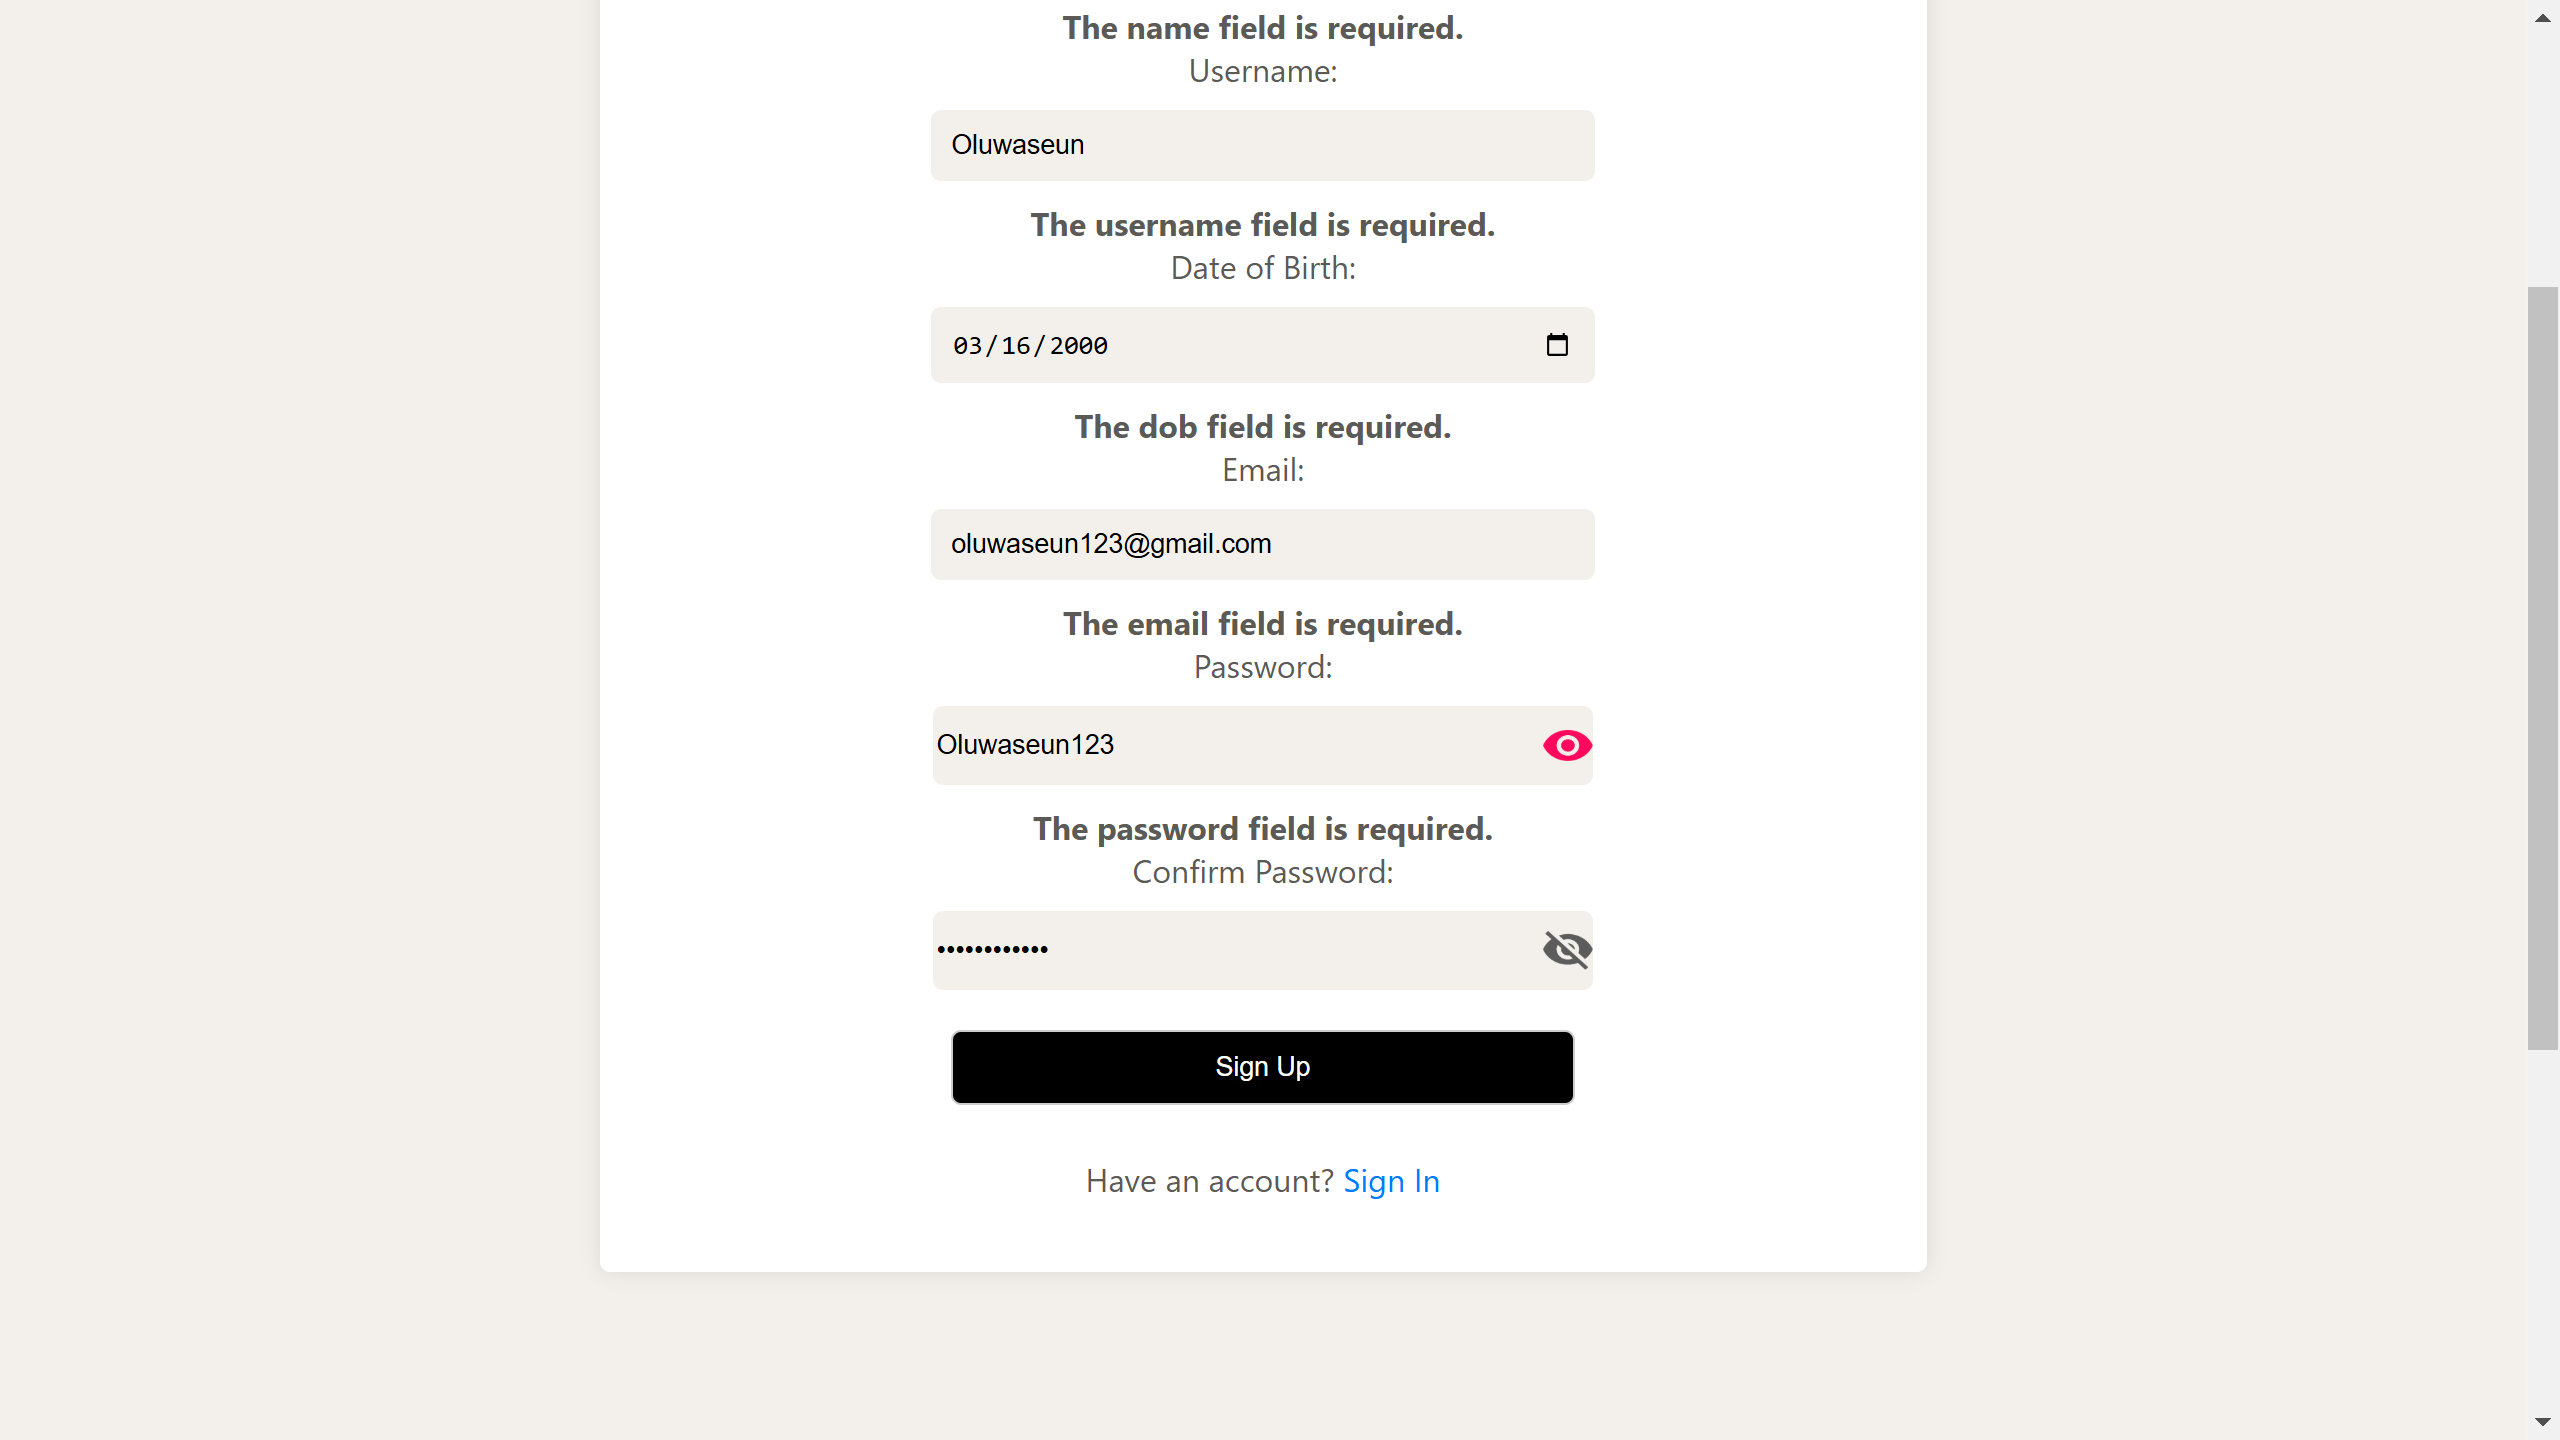 The name field is required.
Username:
Oluwaseun
The username field is required.
Date of Birth:
03/16/2000
The dob field is required.
Email:
oluwaseun123@gmail.com
The email field is required.
Password:
Oluwaseun123
The password field is required.
Confirm Password:
••••••••••••
Sign Up
Have an account? Sign In